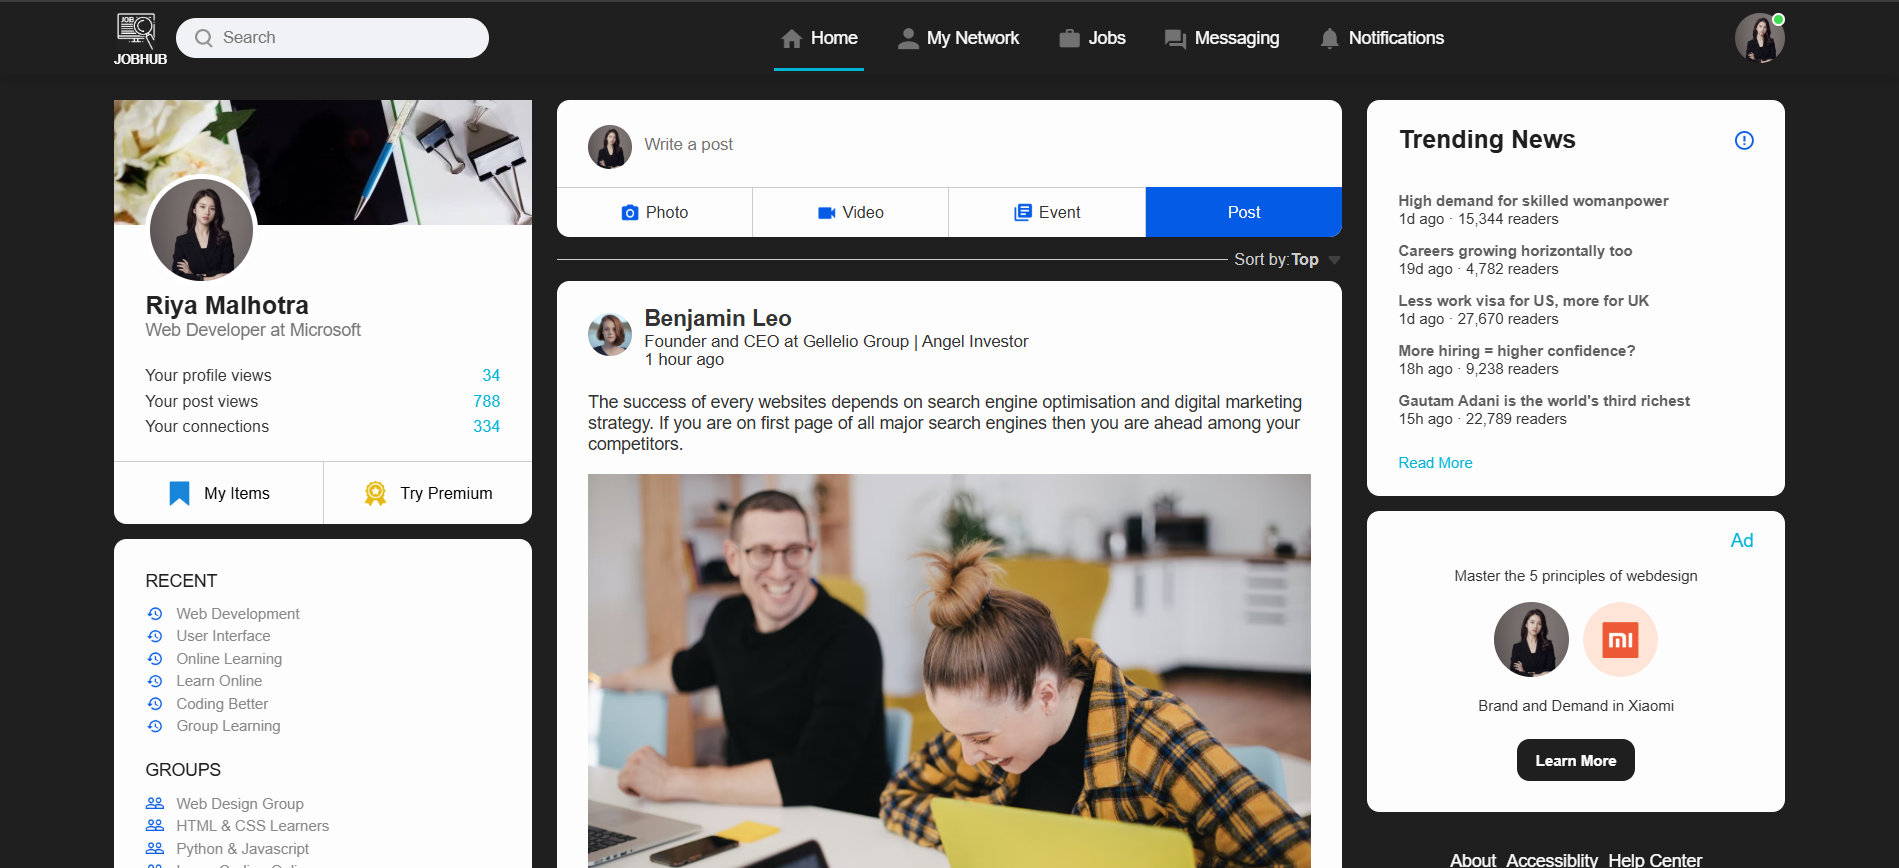 JOB
JOBHUB
Search
Home
My Network
Jobs
Messaging
Notifications
Riya Malhotra
Web Developer at Microsoft
Your profile views 34
Your post views 788
Your connections 334
My Items
Try Premium
RECENT
Web Development
User Interface
Online Learning
Learn Online
Coding Better
Group Learning
GROUPS
Web Design Group
HTML & CSS Learners
Python & Javascript
Write a post
Photo
Video
Event
Post
Sort by:Top
Benjamin Leo
Founder and CEO at Gellelio Group | Angel Investor
1 hour ago
The success of every websites depends on search engine optimisation and digital marketing
strategy. If you are on first page of all major search engines then you are ahead among your
competitors.
Trending News
High demand for skilled womanpower
1d ago · 15,344 readers
Careers growing horizontally too
19d ago · 4,782 readers
Less work visa for US, more for UK
1d ago · 27,670 readers
More hiring = higher confidence?
18h ago · 9,238 readers
Gautam Adani is the world's third richest
15h ago · 22,789 readers
Read More
Ad
Master the 5 principles of webdesign
mi
Brand and Demand in Xiaomi
Learn More
About Accessiblity Help Center